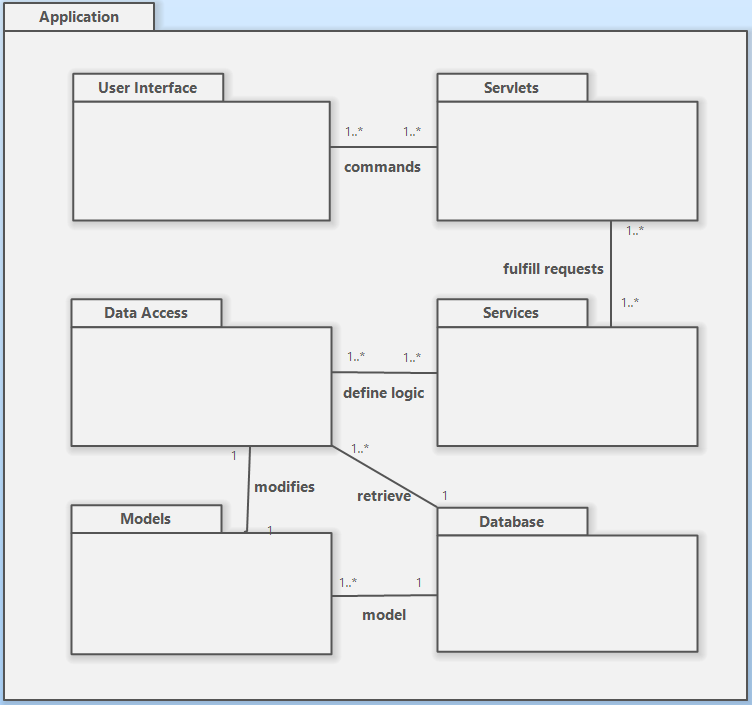 Application
User Interface
Servlets
1..*
1..*
commands
1..*
fulfill requests
1..*
Data Access
Services
1..*
1..*
define logic
1
1..*
modifies
retrieve
1
Models
Database
1
1..*
1
model